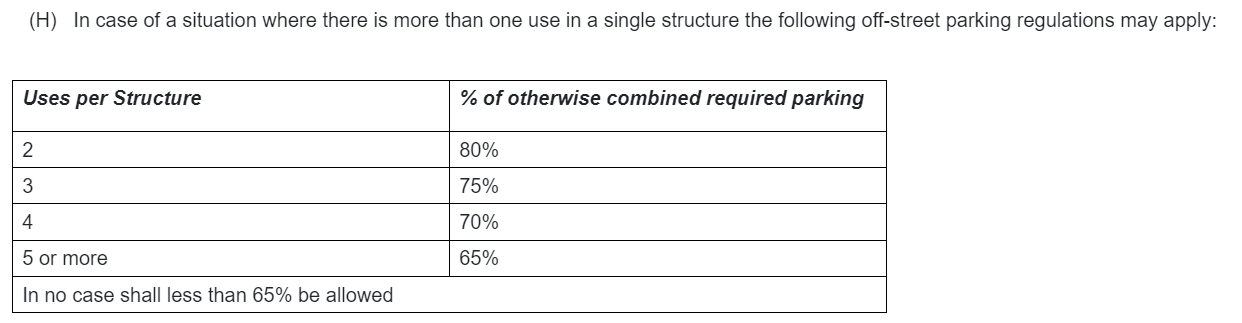 (H) In case of a situation where there is more than one use in a single structure the following off-street parking regulations may apply:
Uses per Structure % of otherwise combined required parking
2 80%
3 75%
4 70%
5 or more 65%
In no case shall less than 65% be allowed